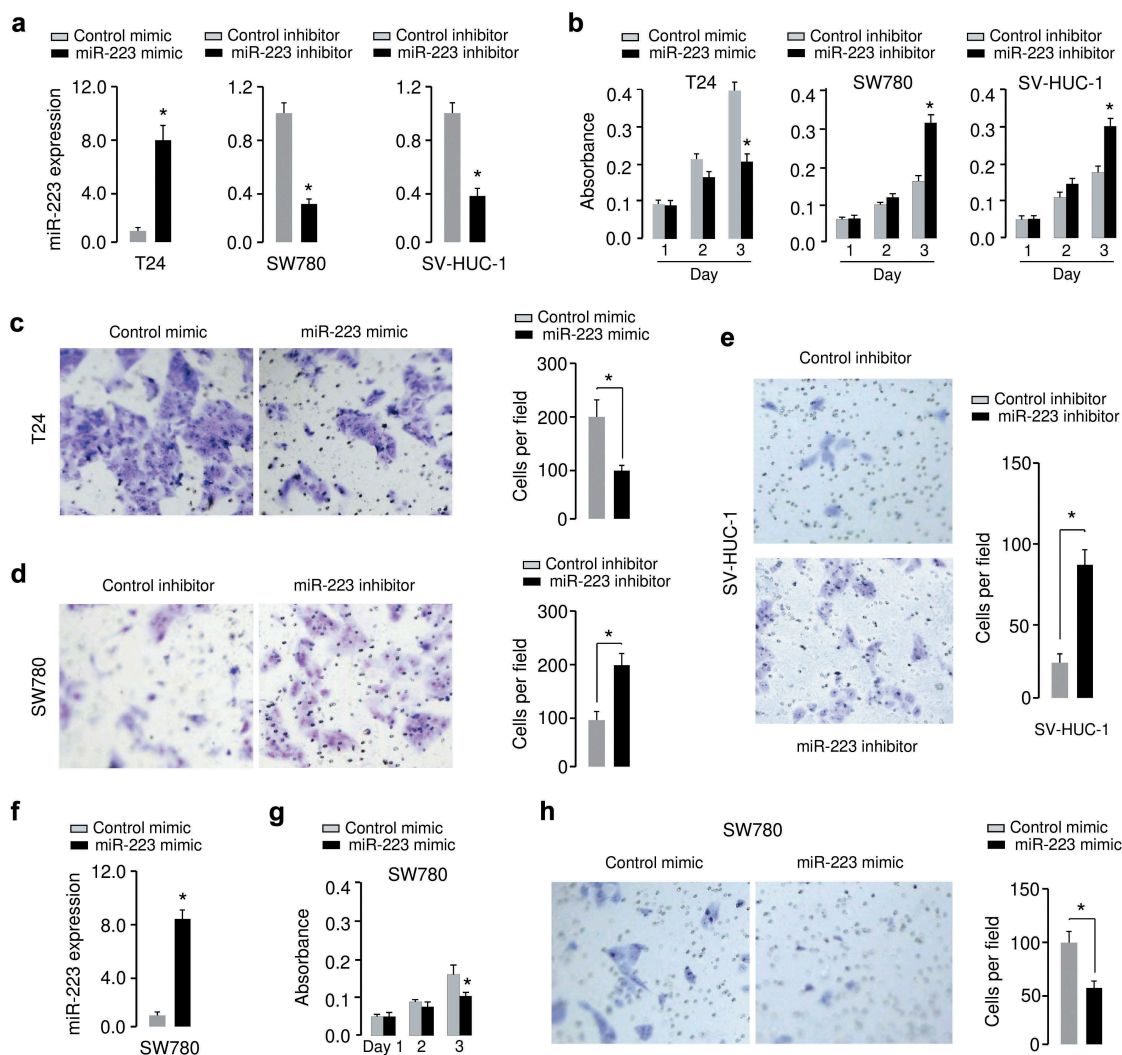 a
Control mimic
miR-223 mimic
Control inhibitor
miR-223 inhibitor
Control inhibitor
miR-223 inhibitor
miR-223 expression
12.0
8.0
4.0
0.0
*
T24
1.2
0.8
0.4
0.0
*
SW780
1.2
0.8
0.4
0.0
*
SV-HUC-1
b
Control mimic
miR-223 mimic
Control inhibitor
miR-223 inhibitor
Control inhibitor
miR-223 inhibitor
T24
Absorbance
0.4
0.3
0.2
0.1
0.0
*
1 2 3
Day
SW780
0.4
0.3
0.2
0.1
0.0
*
1 2 3
Day
SV-HUC-1
0.4
0.3
0.2
0.1
0.0
*
1 2 3
Day
c
Control mimic
miR-223 mimic
T24
Control mimic
miR-223 mimic
Cells per field
300
200
100
0
*
d
Control inhibitor
miR-223 inhibitor
SW780
Control inhibitor
miR-223 inhibitor
Cells per field
300
200
100
0
*
e
Control inhibitor
SV-HUC-1
miR-223 inhibitor
Control inhibitor
miR-223 inhibitor
Cells per field
150
100
50
0
*
SV-HUC-1
f
Control mimic
miR-223 mimic
miR-223 expression
12.0
8.0
4.0
0.0
*
SW780
g
Control mimic
miR-223 mimic
SW780
Absorbance
0.4
0.3
0.2
0.1
0.0
*
Day 1 2 3
h
SW780
Control mimic
miR-223 mimic
Control mimic
miR-223 mimic
Cells per field
150
100
50
0
*